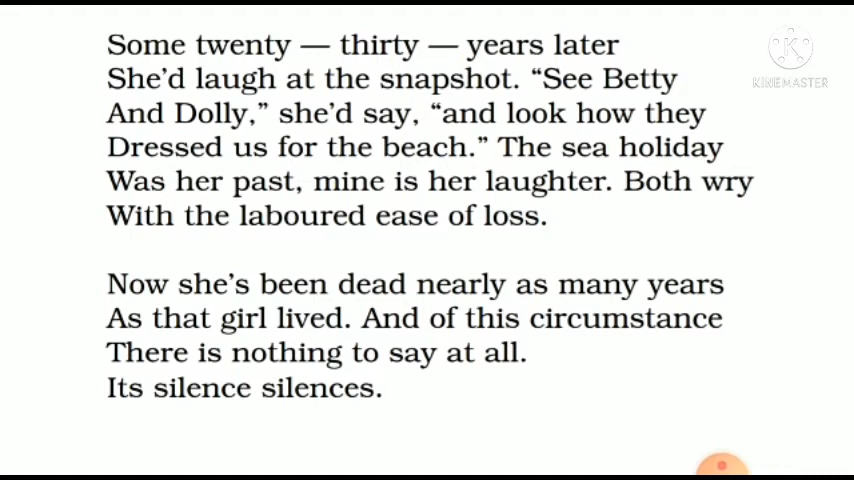 Some twenty — thirty — years later
She’d laugh at the snapshot. “See Betty
And Dolly,” she’d say, “and look how they
Dressed us for the beach.” The sea holiday
Was her past, mine is her laughter. Both wry
With the laboured ease of loss.
Now she’s been dead nearly as many years
As that girl lived. And of this circumstance
There is nothing to say at all.
Its silence silences.
KINEMASTER